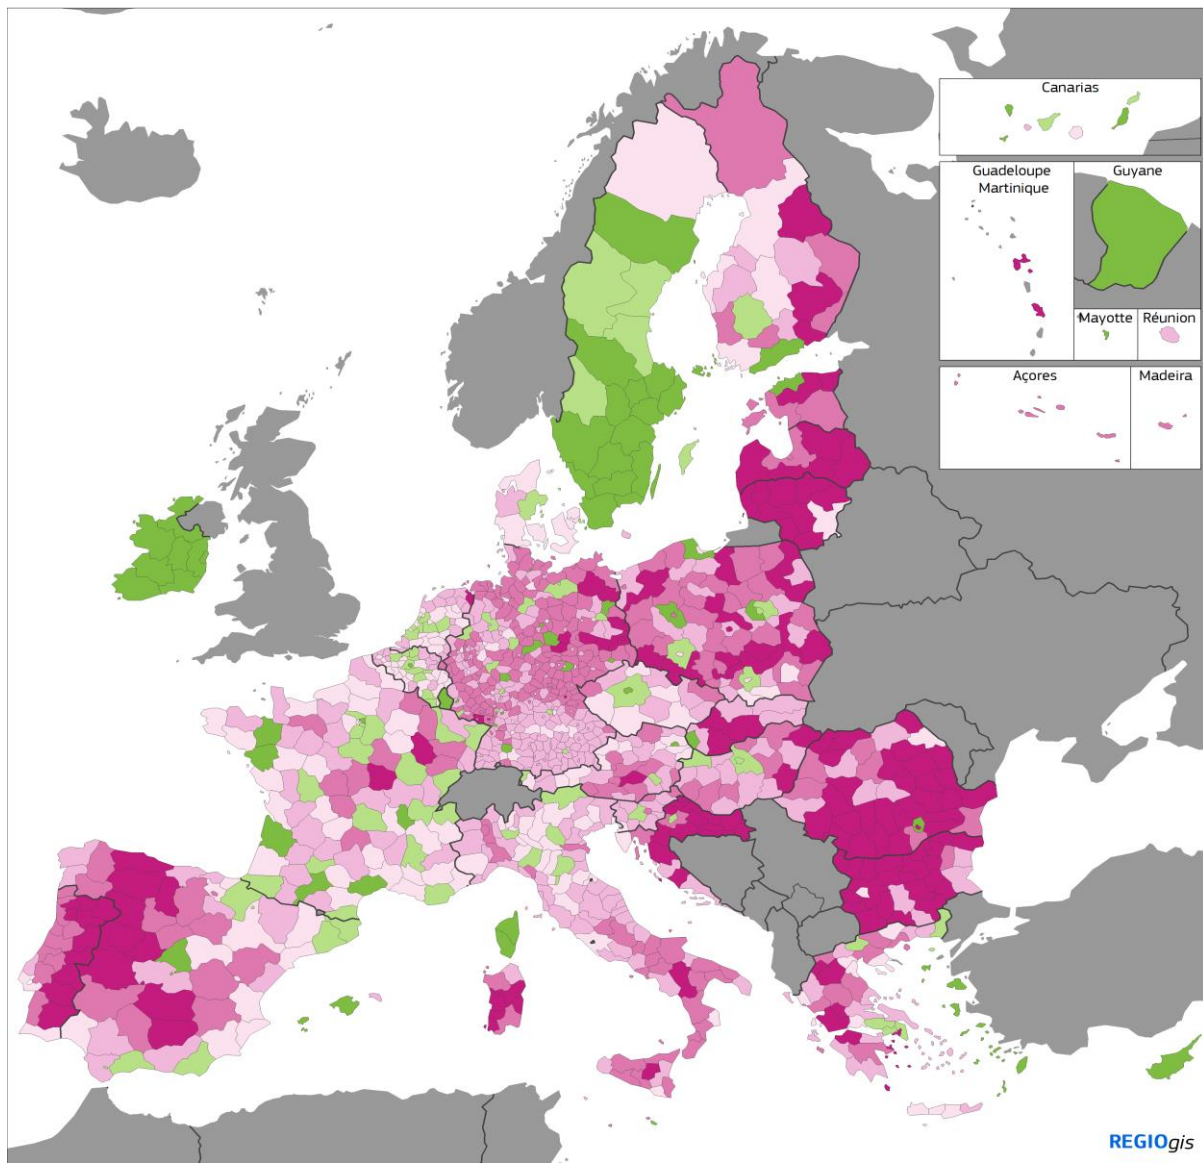 Canarias
Guadeloupe
Martinique
Guyane
Mayotte
Réunion
Açores
Madeira
REGIOgis